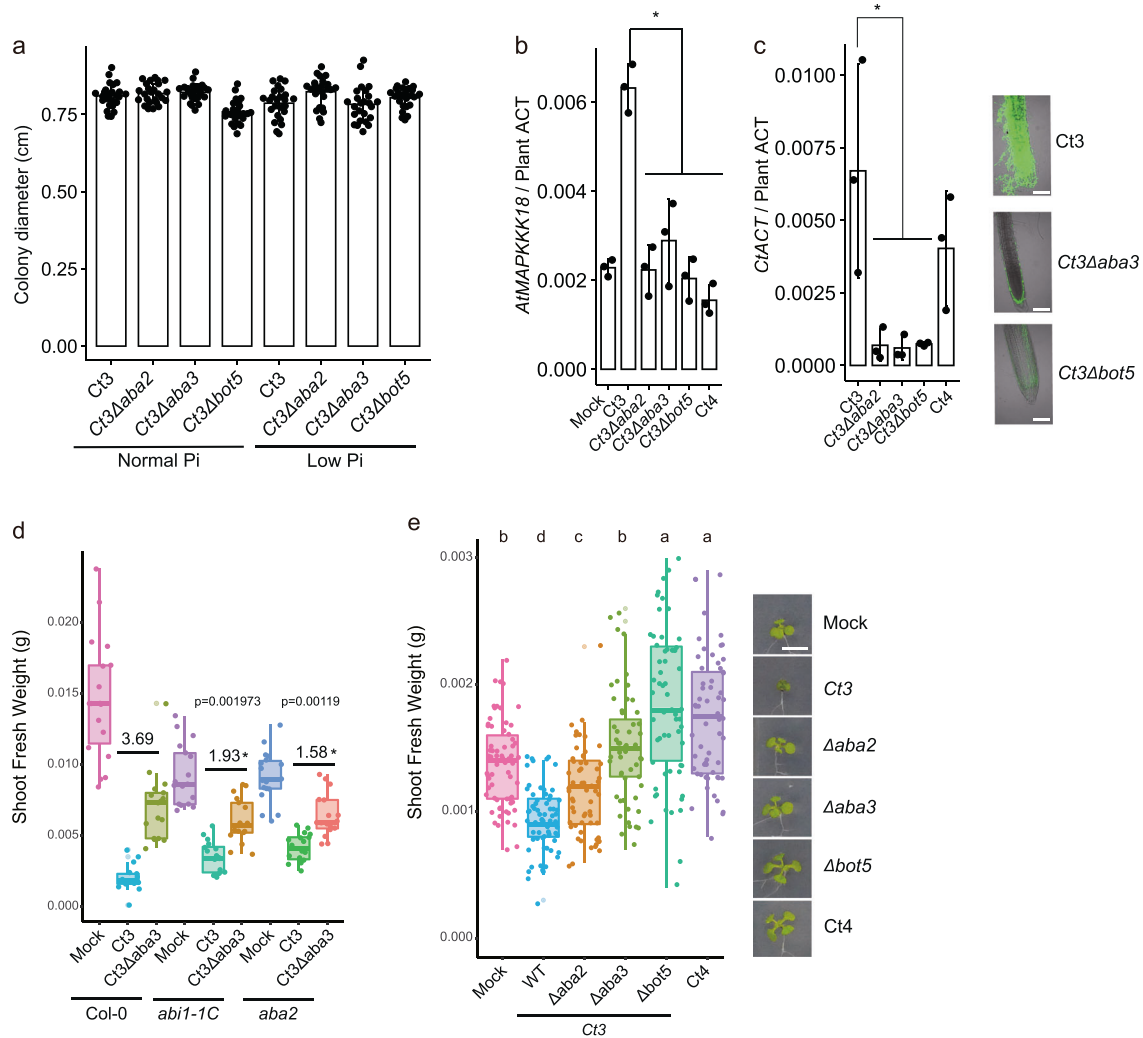 a
Colony diameter (cm)
0.75
0.50
0.25
0.00
Ct3
Ct3Δaba2
Ct3Δaba3
Ct3Δbot5
Ct3
Ct3Δaba2
Ct3Δaba3
Ct3Δbot5
Normal Pi
Low Pi
b
*
AtMAPKKK18 / Plant ACT
0.006
0.004
0.002
0.000
Mock
Ct3
Ct3Δaba2
Ct3Δaba3
Ct3Δbot5
Ct4
c
*
CtACT / Plant ACT
0.0100
0.0075
0.0050
0.0025
0.0000
Ct3
Ct3Δaba2
Ct3Δaba3
Ct3Δbot5
Ct4
Ct3
Ct3Δaba3
Ct3Δbot5
d
Shoot Fresh Weight (g)
0.020
0.015
0.010
0.005
0.000
3.69
p=0.001973
1.93 *
p=0.00119
1.58 *
Mock
Ct3
Ct3Δaba3
Mock
Ct3
Ct3Δaba3
Mock
Ct3
Ct3Δaba3
Col-0
abi1-1C
aba2
e
Shoot Fresh Weight (g)
0.003
0.002
0.001
0.000
b d c b a a
Mock
WT
Δaba2
Δaba3
Δbot5
Ct4
Ct3
Mock
Ct3
Δaba2
Δaba3
Δbot5
Ct4